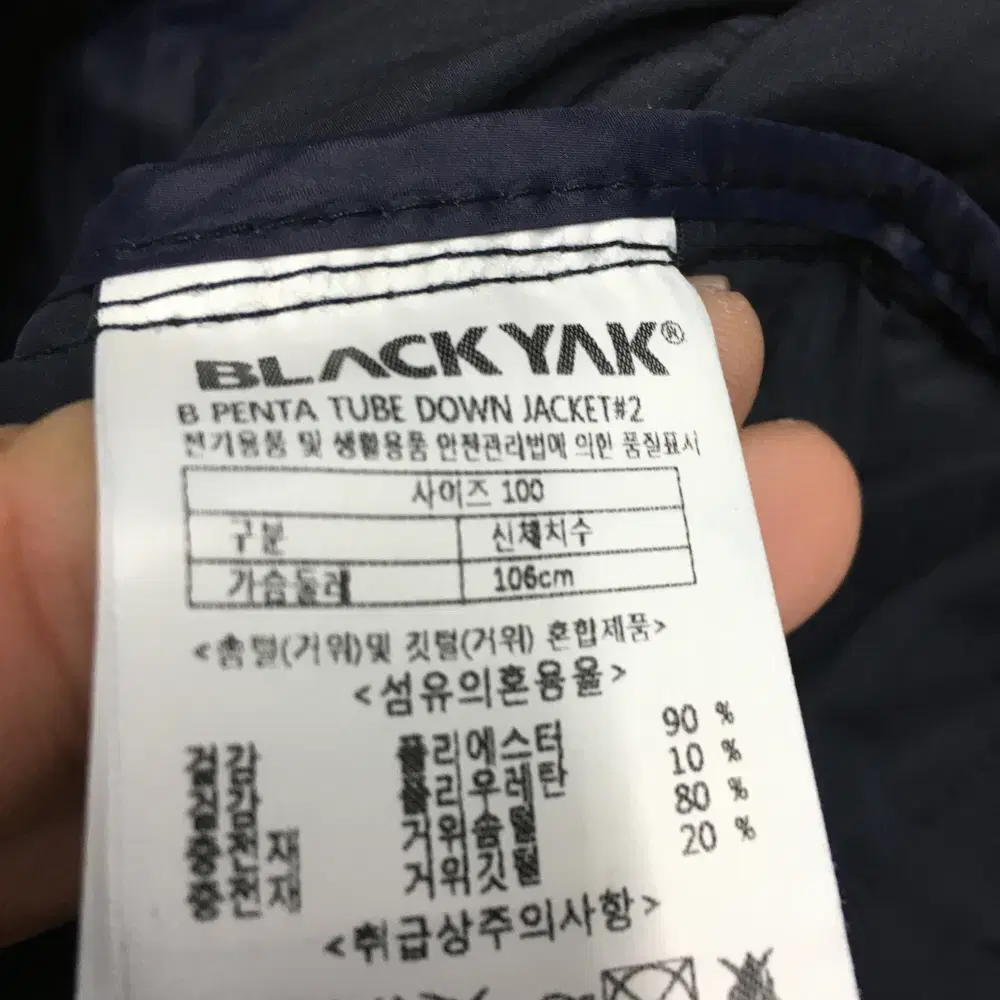 BLACKYAK®
B PENTA TUBE DOWN JACKET#2
전기용품 및 생활용품 안전관리법에 의한 품질표시
사이즈 100
구분 신체치수
가슴둘레 106cm
<솜털(거위)및 깃털(거위) 혼합제품>
<섬유의혼용율>
겉감 폴리에스터 90 %
겉감 폴리우레탄 10 %
충전재 거위솜털 80 %
충전재 거위깃털 20 %
<취급상주의사항>